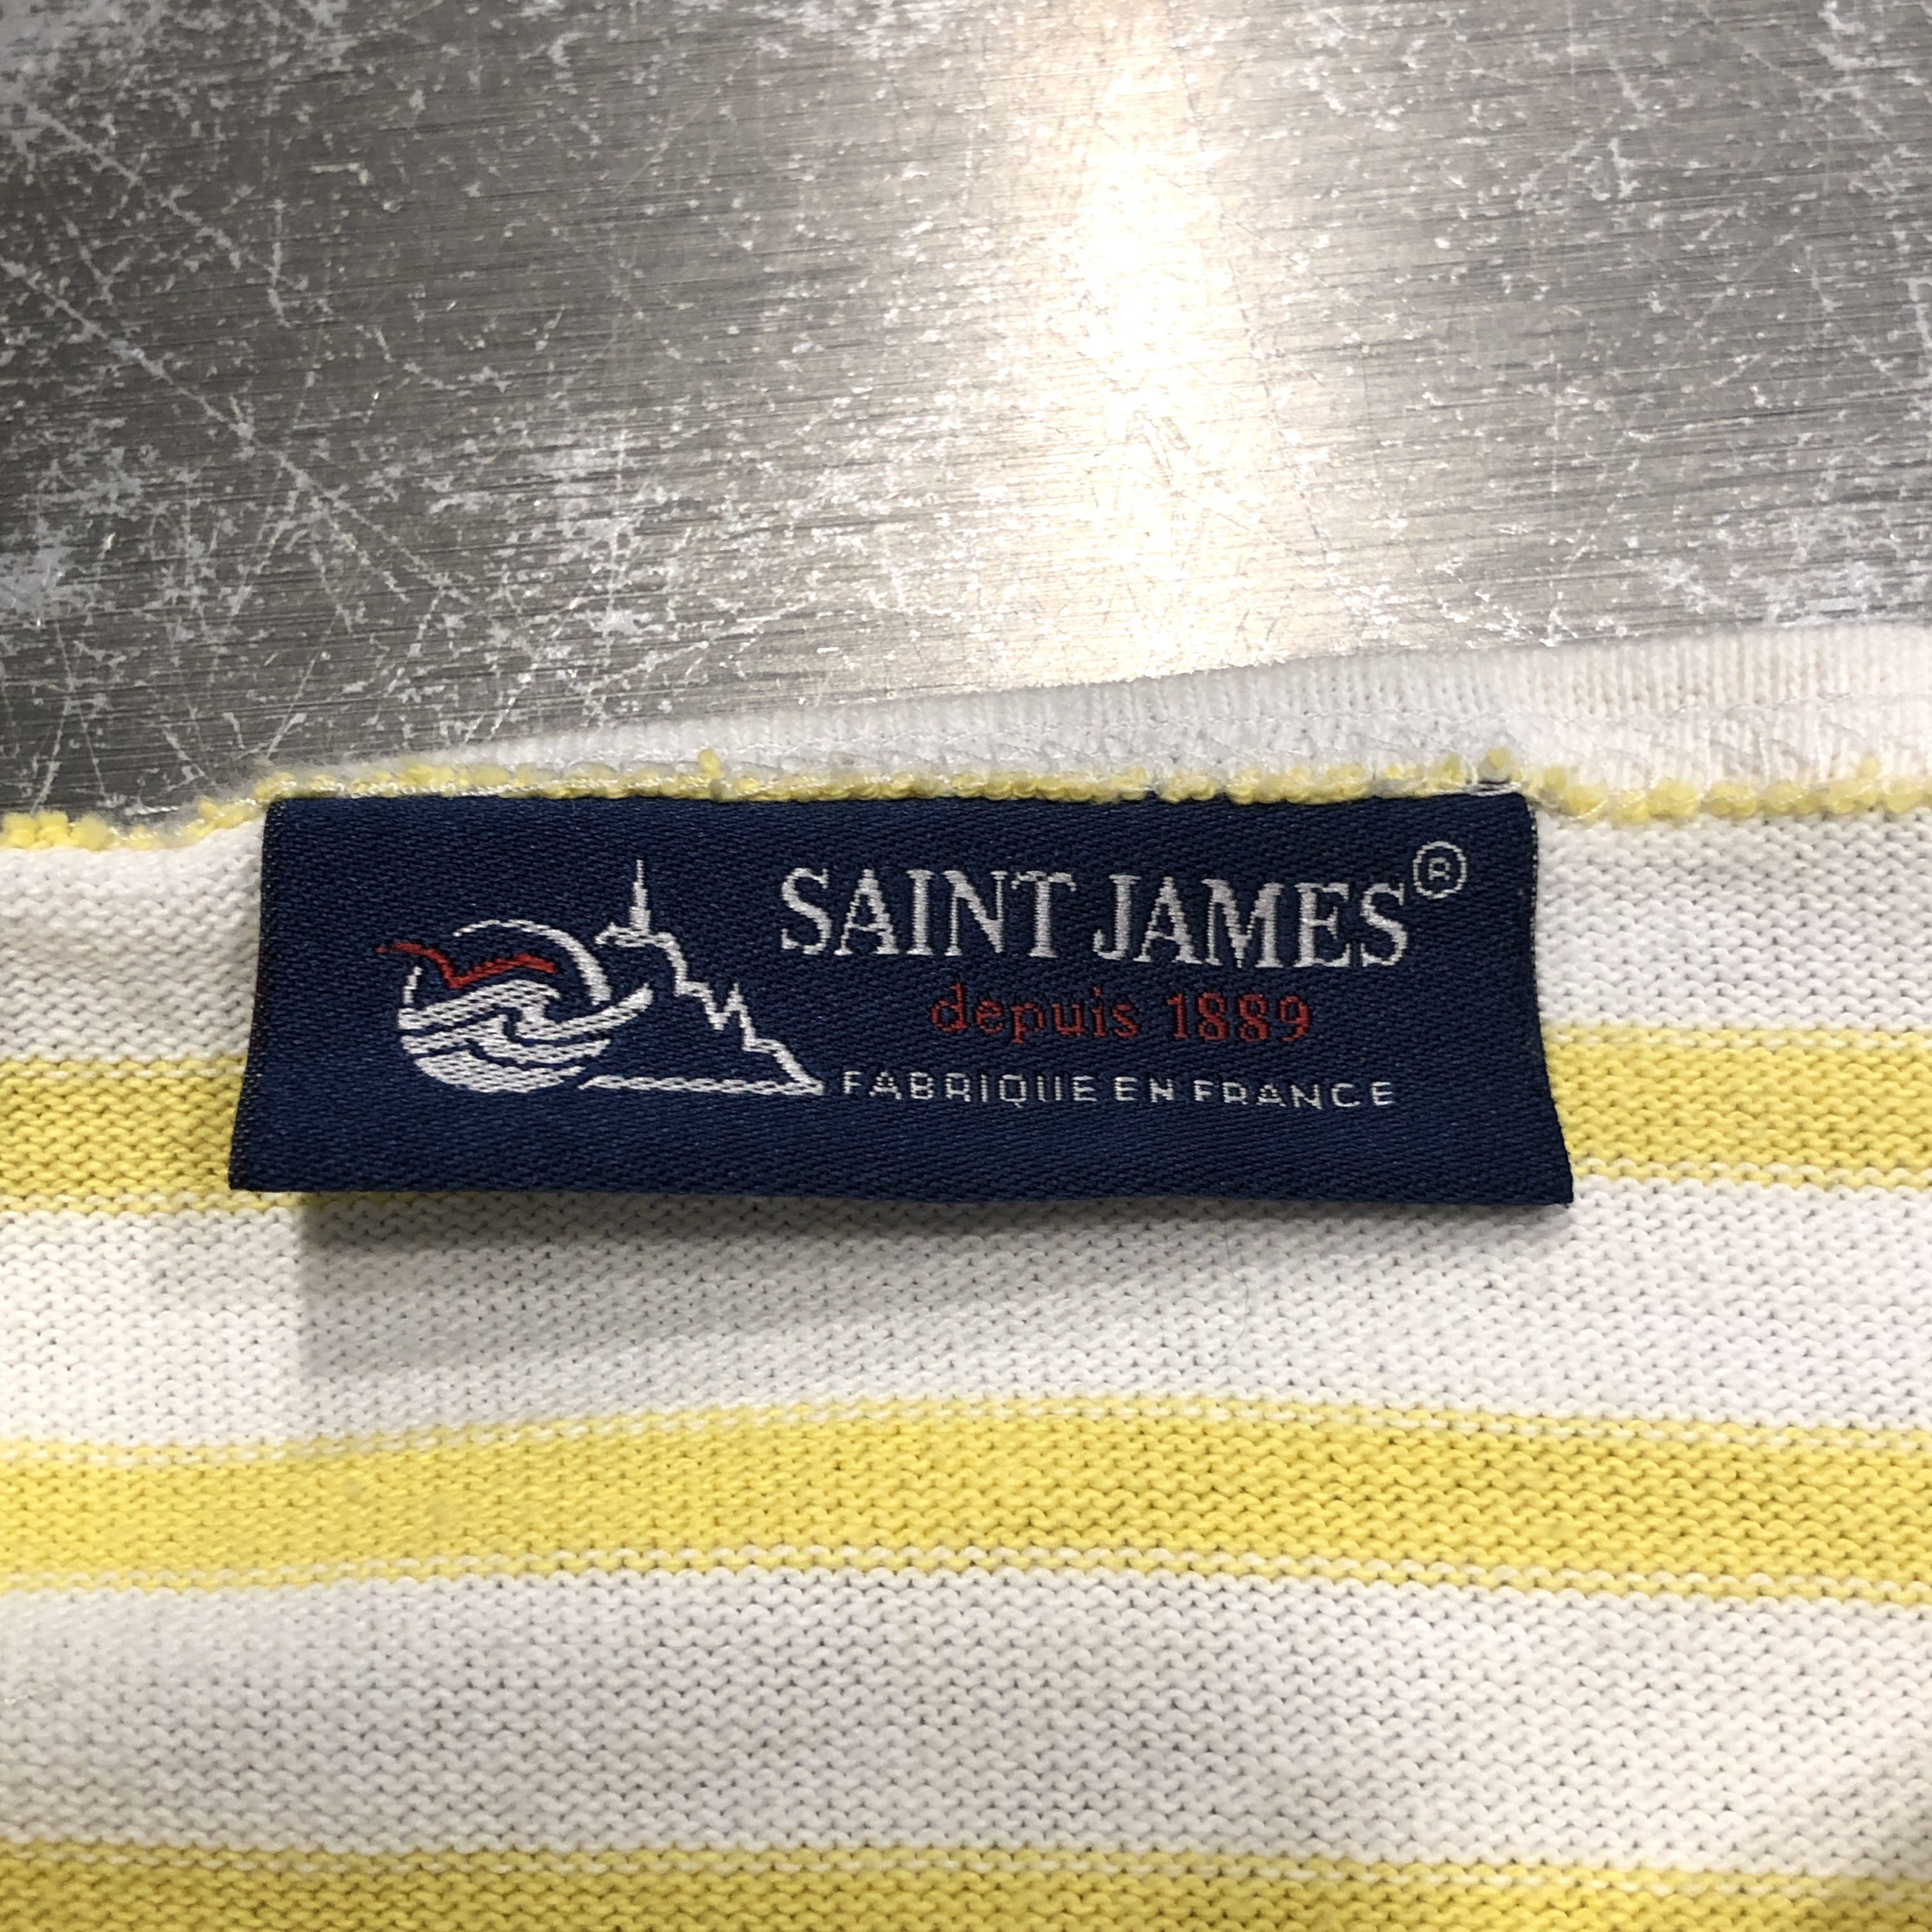 SAINT JAMES®
depuis 1889
FABRIQUE EN FRANCE